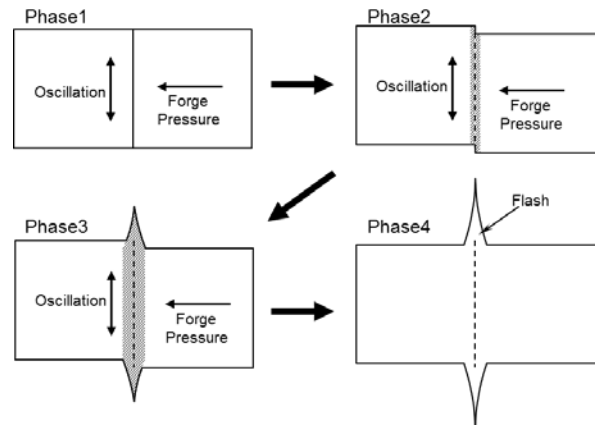 Phase1
Oscillation
Forge
Pressure
Phase2
Oscillation
Forge
Pressure
Phase3
Oscillation
Forge
Pressure
Phase4
Flash